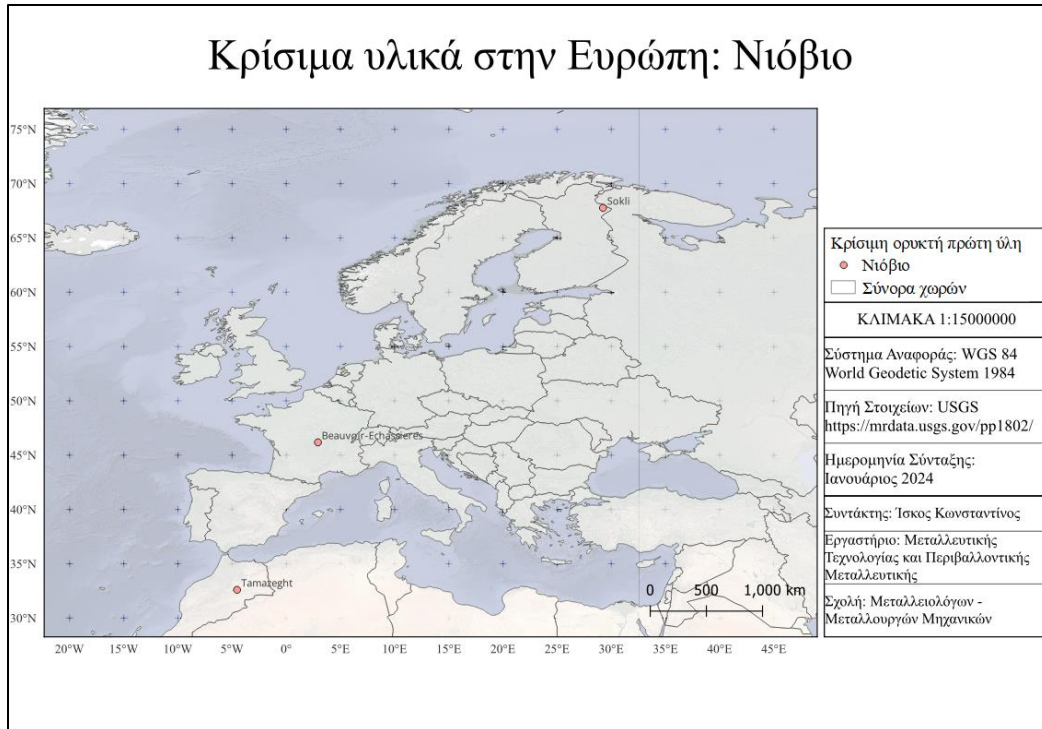 Κρίσιμα υλικά στην Ευρώπη: Νιόβιο
75°N
70°N
65°N
60°N
55°N
50°N
45°N
40°N
35°N
30°N
Sokli
Beauvoir-Echassieres
Tamazeght
0 500 1,000 km
20°W 15°W 10°W 5°W 0° 5°E 10°E 15°E 20°E 25°E 30°E 35°E 40°E 45°E
Κρίσιμη ορυκτή πρώτη ύλη
Νιόβιο
Σύνορα χωρών
ΚΛΙΜΑΚΑ 1:15000000
Σύστημα Αναφοράς: WGS 84
World Geodetic System 1984
Πηγή Στοιχείων: USGS
https://mrdata.usgs.gov/pp1802/
Ημερομηνία Σύνταξης:
Ιανουάριος 2024
Συντάκτης: Ίσκος Κωνσταντίνος
Εργαστήριο: Μεταλλευτικής
Τεχνολογίας και Περιβαλλοντικής
Μεταλλευτικής
Σχολή: Μεταλλειολόγων -
Μεταλλουργών Μηχανικών